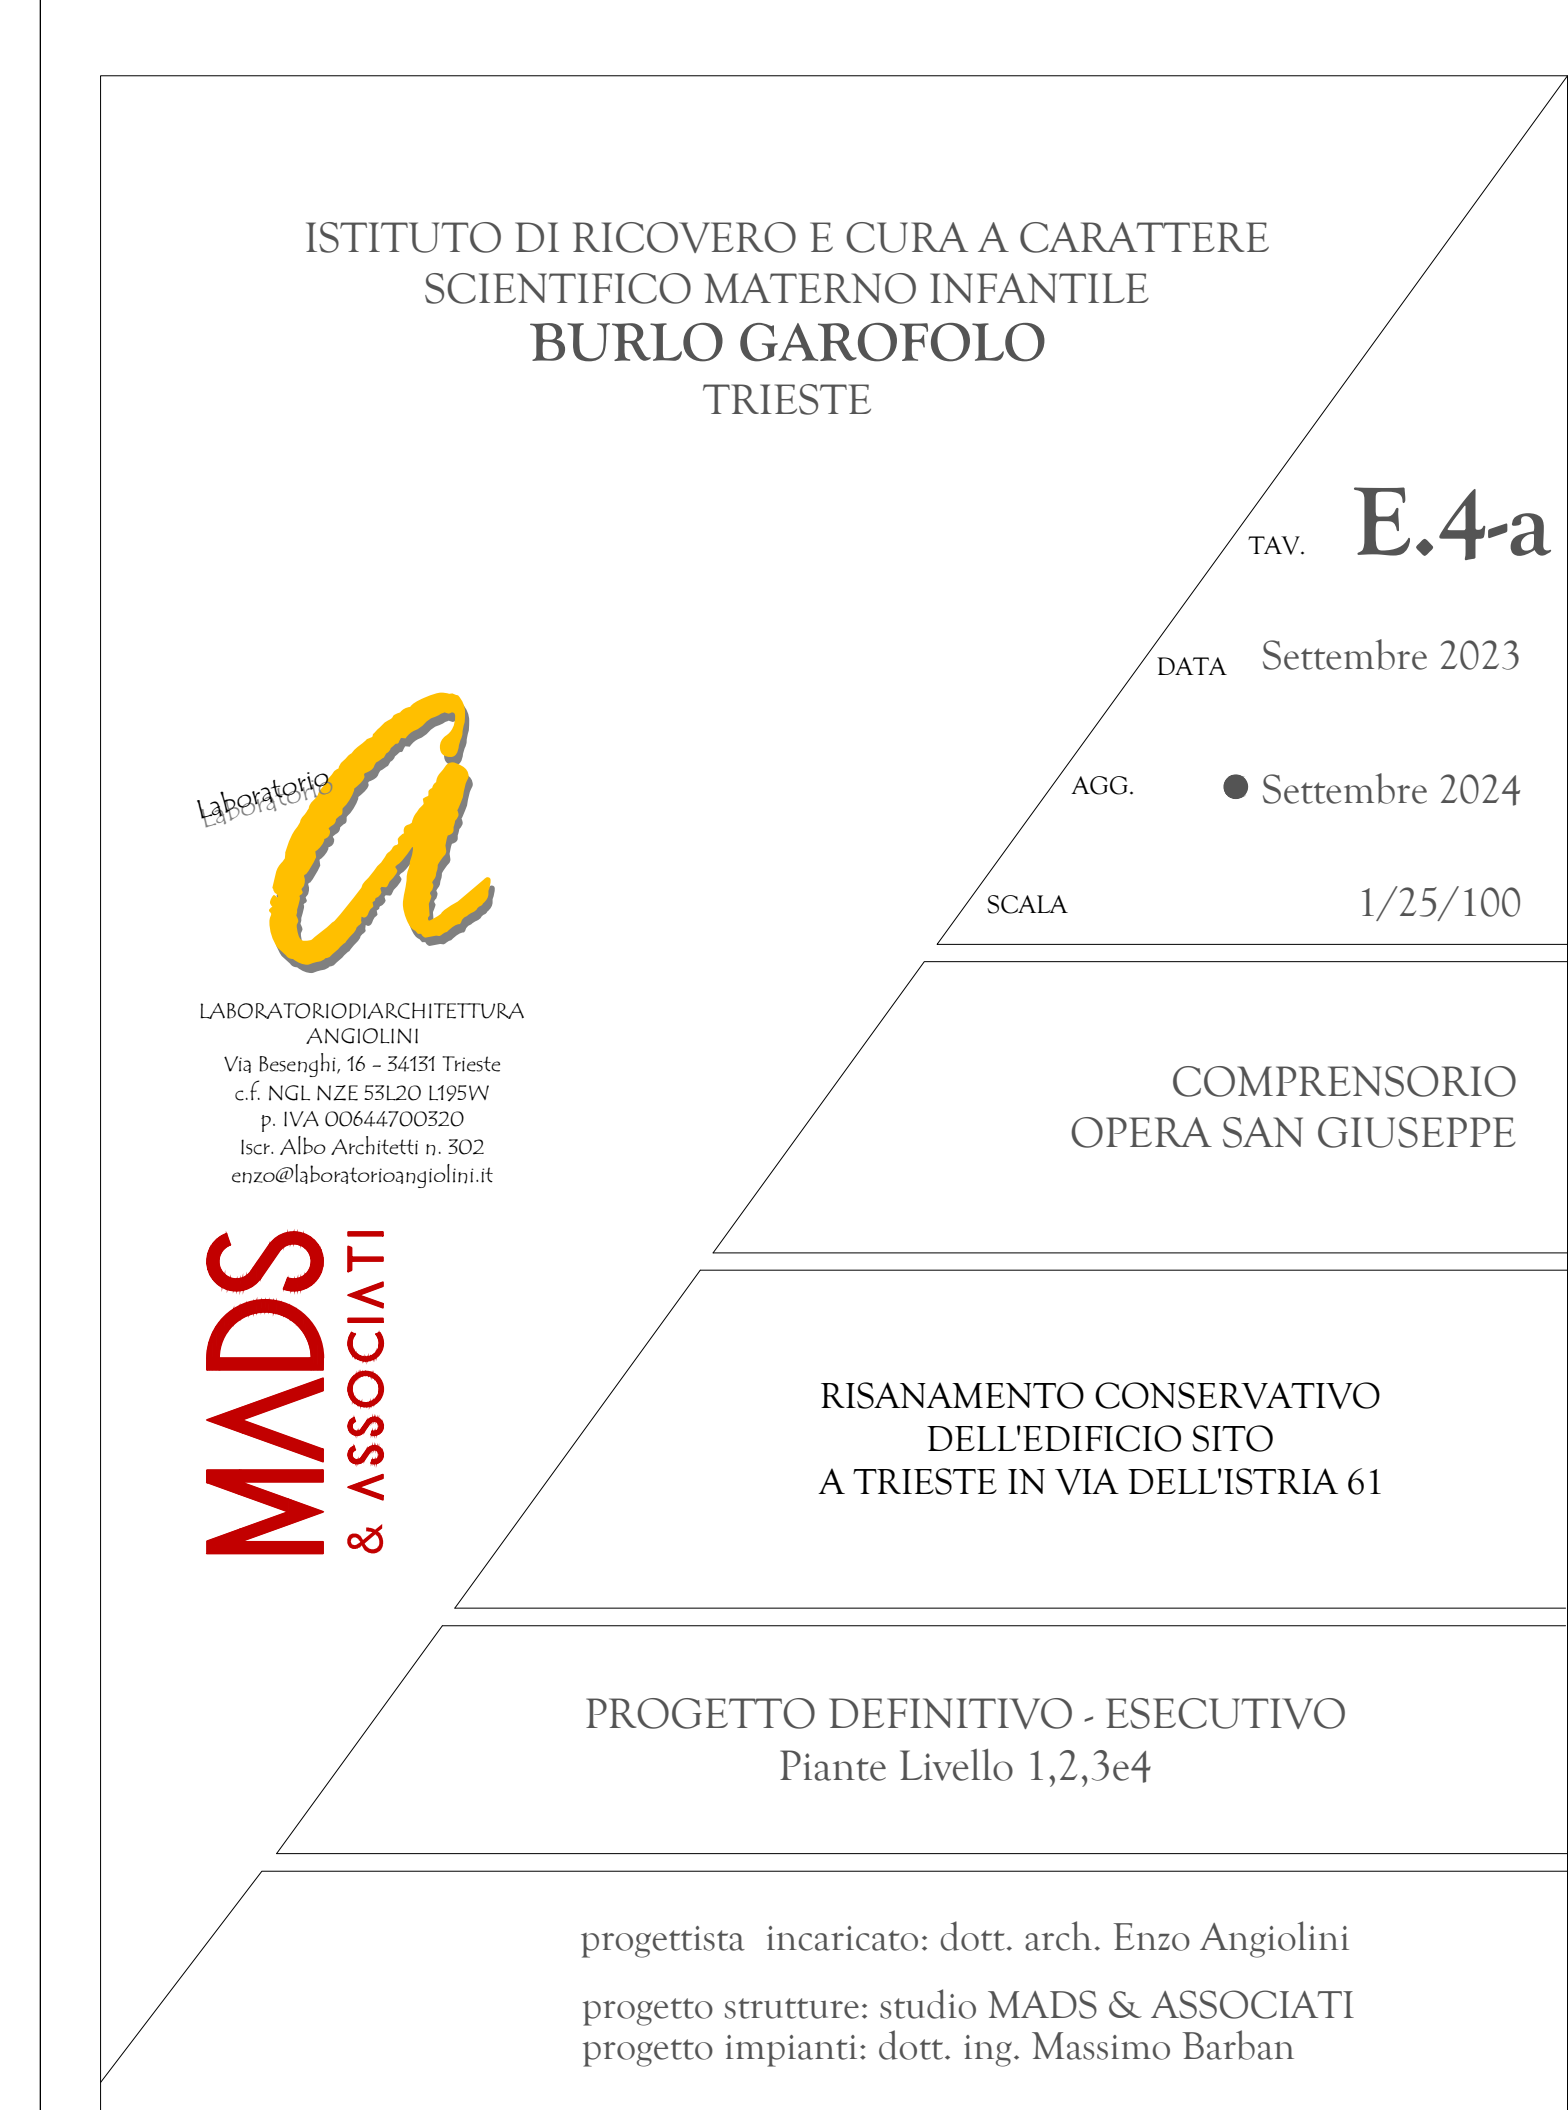 ISTITUTO DI RICOVERO E CURA A CARATTERE
SCIENTIFICO MATERNO INFANTILE
BURLO GAROFOLO
TRIESTE
TAV. E.4-a
DATA Settembre 2023
AGG. ● Settembre 2024
SCALA 1/25/100
Laboratorio
a
LABORATORIODIARCHITETTURA
ANGIOLINI
Via Besenghi, 16 - 34131 Trieste
c.f. NGL NZE 53L20 L195W
p. IVA 00644700320
Iscr. Albo Architetti n. 302
enzo@laboratorioangiolini.it
MADS
& ASSOCIATI
COMPRENSORIO
OPERA SAN GIUSEPPE
RISANAMENTO CONSERVATIVO
DELL'EDIFICIO SITO
A TRIESTE IN VIA DELL'ISTRIA 61
PROGETTO DEFINITIVO - ESECUTIVO
Piante Livello 1,2,3e4
progettista incaricato: dott. arch. Enzo Angiolini
progetto strutture: studio MADS & ASSOCIATI
progetto impianti: dott. ing. Massimo Barban